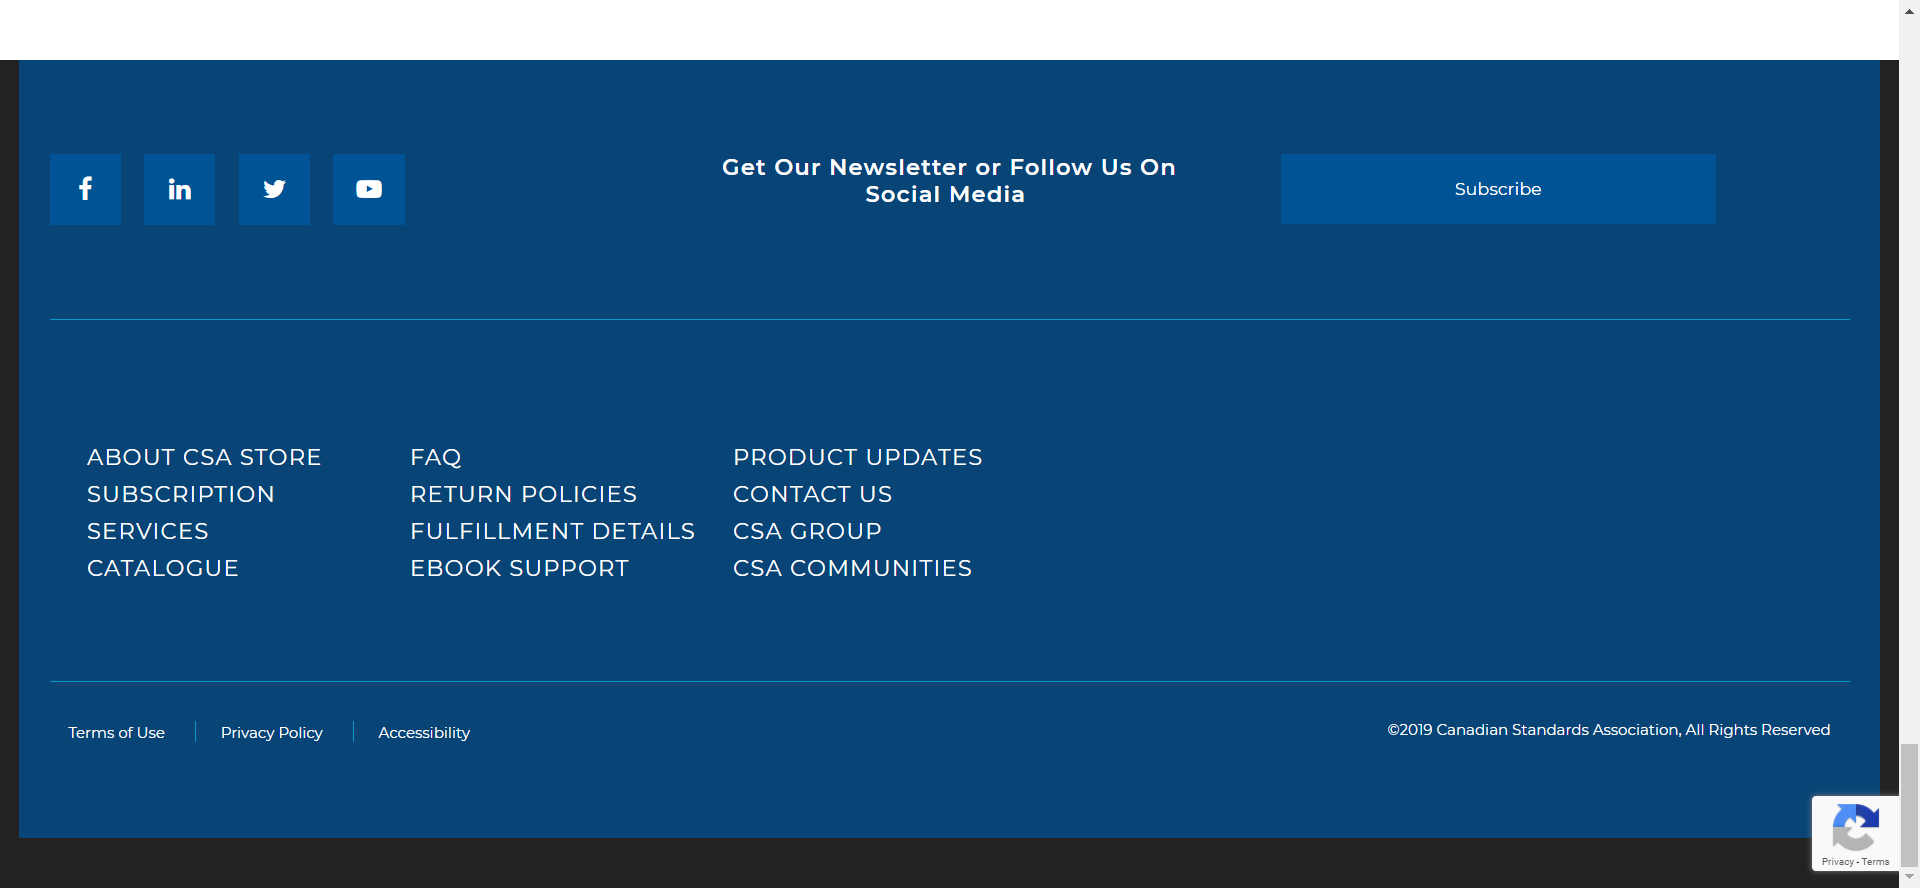 Get Our Newsletter or Follow Us On
Social Media
Subscribe
ABOUT CSA STORE
SUBSCRIPTION
SERVICES
CATALOGUE
FAQ
RETURN POLICIES
FULFILLMENT DETAILS
EBOOK SUPPORT
PRODUCT UPDATES
CONTACT US
CSA GROUP
CSA COMMUNITIES
Terms of Use
Privacy Policy
Accessibility
©2019 Canadian Standards Association, All Rights Reserved
Privacy - Terms